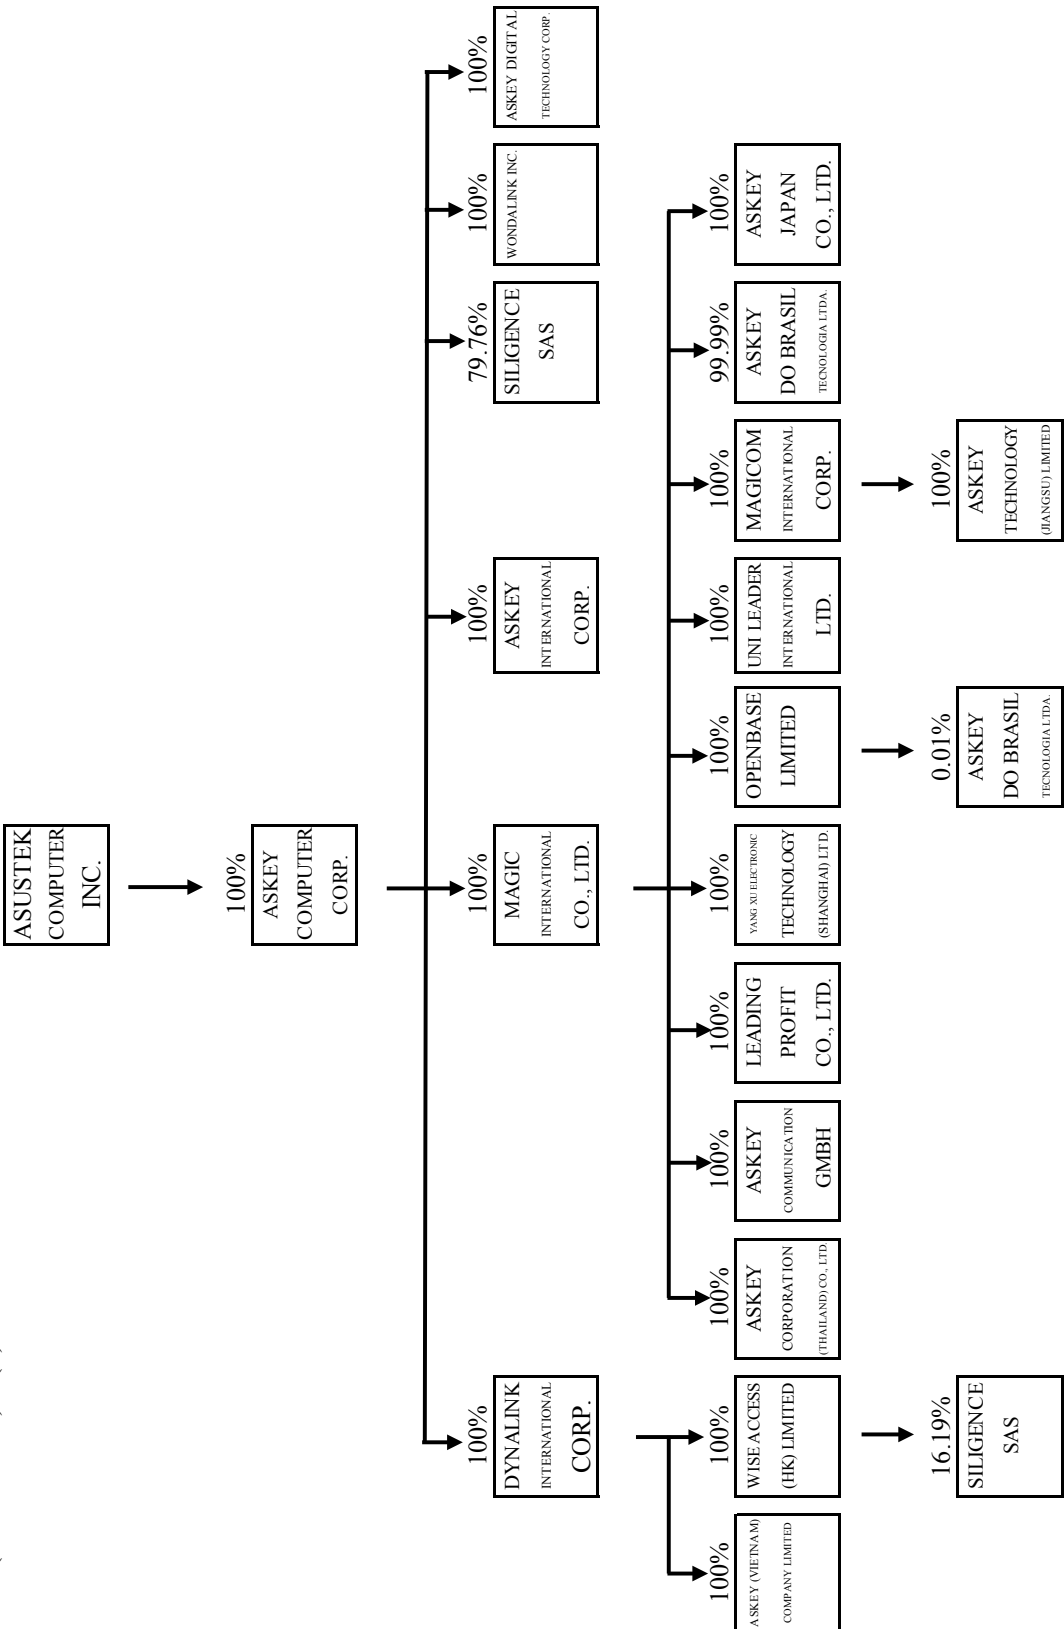 ASUSTEK
COMPUTER
INC.
100%
ASKEY
COMPUTER
CORP.
100%
DYNALINK
INTERNATIONAL
CORP.
100%
MAGIC
INTERNATIONAL
CO., LTD.
100%
ASKEY
INTERNATIONAL
CORP.
79.76%
SILIGENCE
SAS
100%
WONDALINK INC.
100%
ASKEY DIGITAL
TECHNOLOGY CORP.
100%
ASKEY (VIETNAM)
COMPANY LIMITED
100%
WISE ACCESS
(HK) LIMITED
100%
ASKEY
CORPORATION
(THAILAND) CO., LTD.
100%
ASKEY
COMMUNICATION
GMBH
100%
LEADING
PROFIT
CO., LTD.
100%
YANG XU ELECTRONIC
TECHNOLOGY
(SHANGHAI) LTD.
100%
OPENBASE
LIMITED
100%
UNI LEADER
INTERNATIONAL
LTD.
100%
MAGICOM
INTERNATIONAL
CORP.
99.99%
ASKEY
DO BRASIL
TECNOLOGIA LTDA.
100%
ASKEY
JAPAN
CO., LTD.
16.19%
SILIGENCE
SAS
0.01%
ASKEY
DO BRASIL
TECNOLOGIA LTDA.
100%
ASKEY
TECHNOLOGY
(JIANGSU) LIMITED